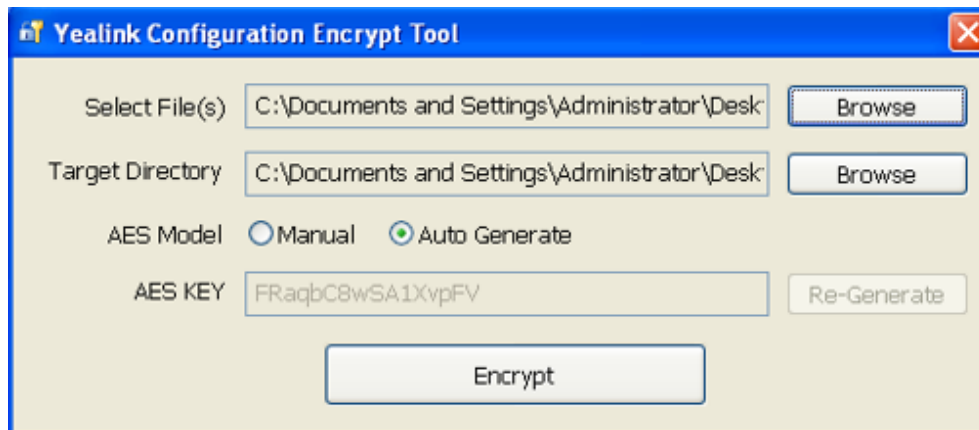 Yealink Configuration Encrypt Tool
Select File(s) C:\Documents and Settings\Administrator\Desk Browse
Target Directory C:\Documents and Settings\Administrator\Desk Browse
AES Model Manual Auto Generate
AES KEY FRaqbC8wSA1XvpFV Re-Generate
Encrypt